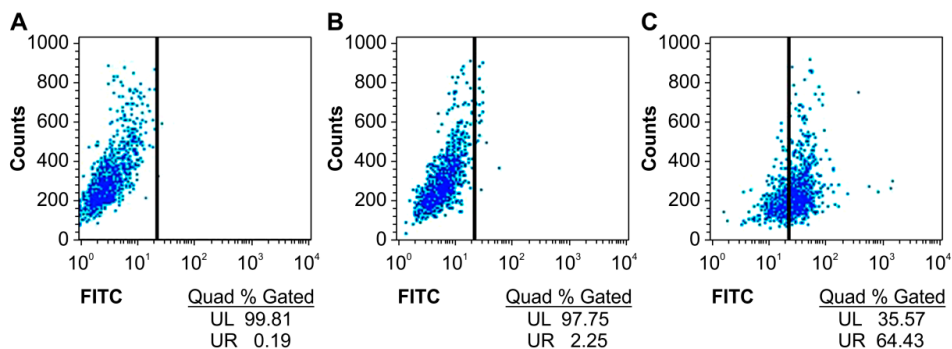 A
1000
800
600
400
200
0
Counts
10⁰ 10¹ 10² 10³ 10⁴
FITC
Quad % Gated
UL 99.81
UR 0.19
B
1000
800
600
400
200
0
Counts
10⁰ 10¹ 10² 10³ 10⁴
FITC
Quad % Gated
UL 97.75
UR 2.25
C
1000
800
600
400
200
0
Counts
10⁰ 10¹ 10² 10³ 10⁴
FITC
Quad % Gated
UL 35.57
UR 64.43